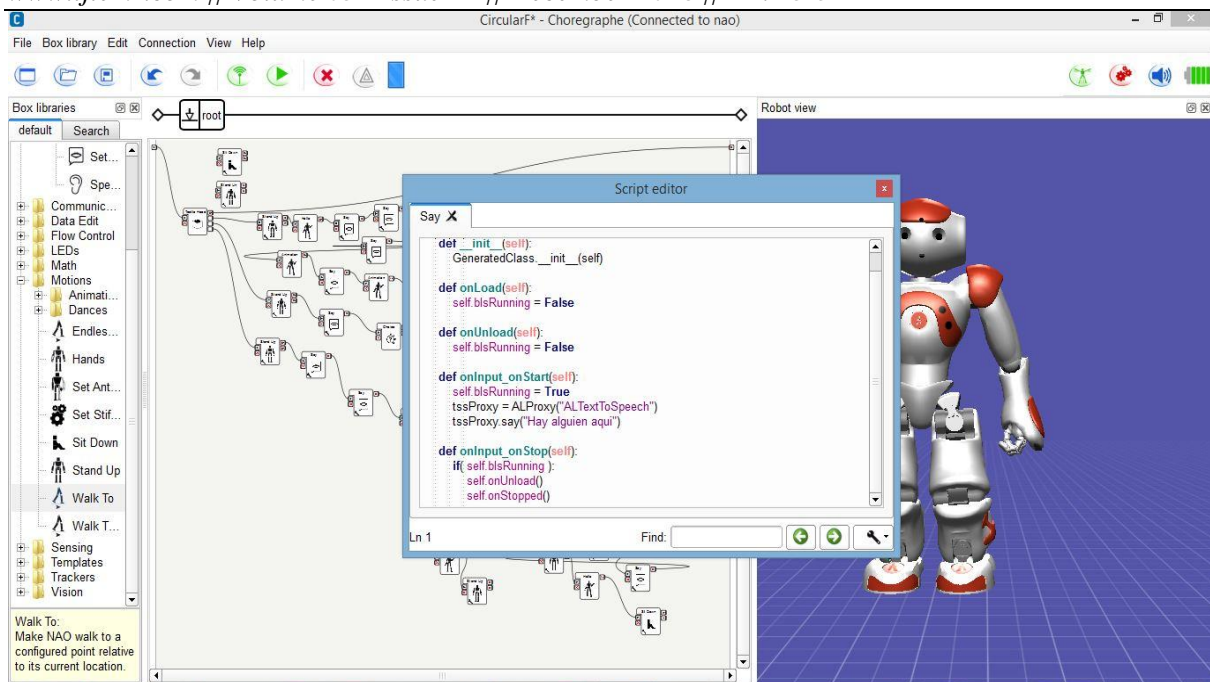 CircularF* - Choregraphe (Connected to nao)
File Box library Edit Connection View Help
Box libraries
default Search
root
Robot view
Set...
Spe...
Communic...
Data Edit
Flow Control
LEDs
Math
Motions
Animati...
Dances
Endles...
Hands
Set Ant...
Set Stif...
Sit Down
Stand Up
Walk To
Walk T...
Sensing
Templates
Trackers
Vision
Walk To:
Make NAO walk to a
configured point relative
to its current location.
Sit Down
Stand Up
Script editor
Say
def __init__(self):
GeneratedClass.__init__(self)
def onLoad(self):
self.bIsRunning = False
def onUnload(self):
self.bIsRunning = False
def onInput_onStart(self):
self.bIsRunning = True
tssProxy = ALProxy("ALTextToSpeech")
tssProxy.say("Hay alguien aqui")
def onInput_onStop(self):
if( self.bIsRunning ):
self.onUnload()
self.onStopped()
Ln 1
Find: